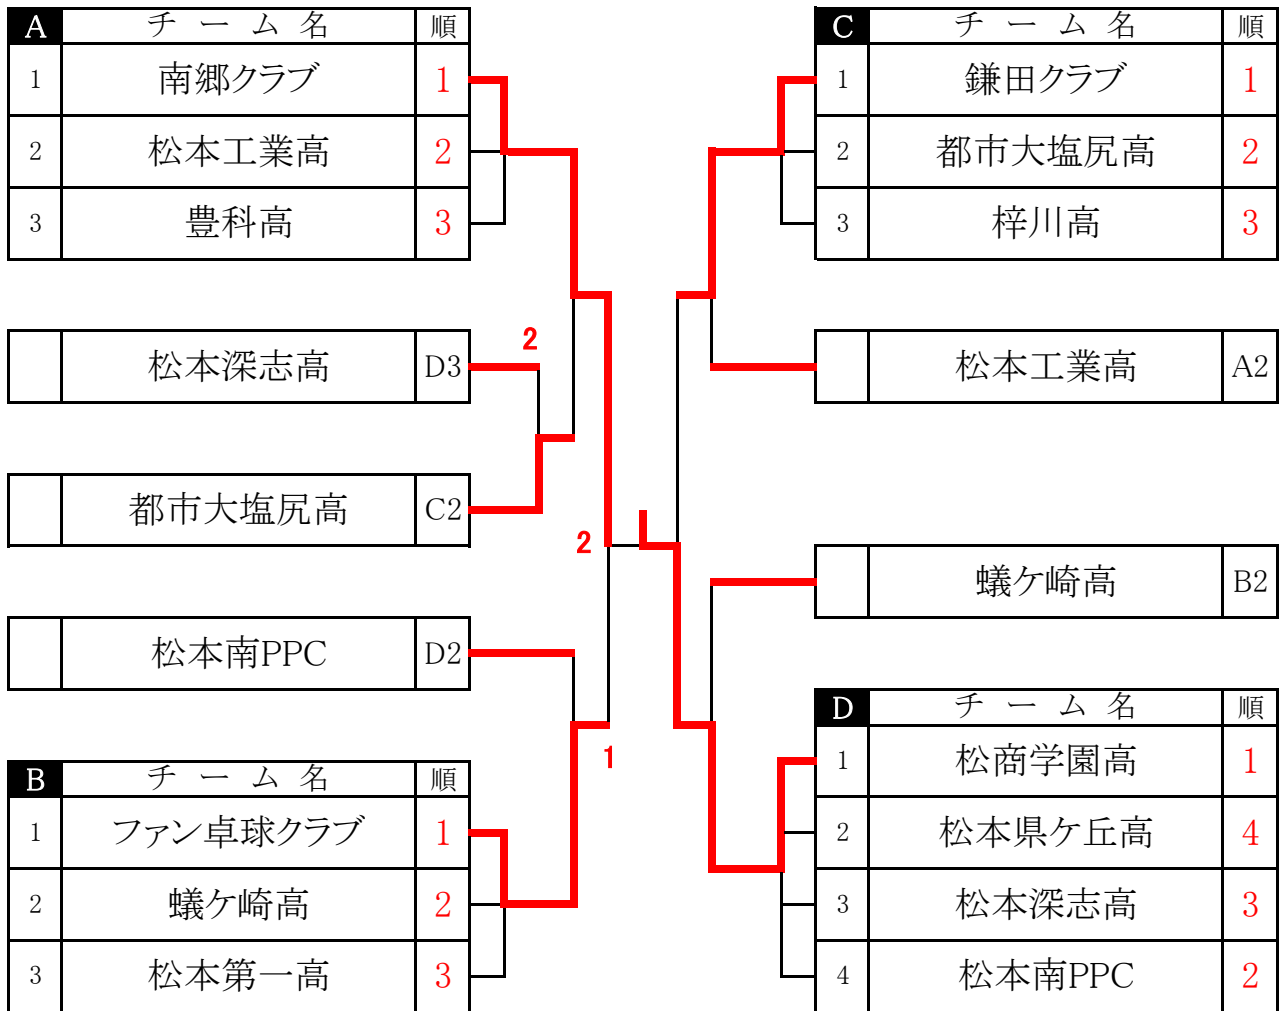 A チーム名 順
1 南郷クラブ 1
2 松本工業高 2
3 豊科高 3
松本深志高 D3
2
都市大塩尻高 C2
2
松本南PPC D2
1
B チーム名 順
1 ファン卓球クラブ 1
2 蟻ケ崎高 2
3 松本第一高 3
C チーム名 順
1 鎌田クラブ 1
2 都市大塩尻高 2
3 梓川高 3
松本工業高 A2
蟻ケ崎高 B2
D チーム名 順
1 松商学園高 1
2 松本県ケ丘高 4
3 松本深志高 3
4 松本南PPC 2